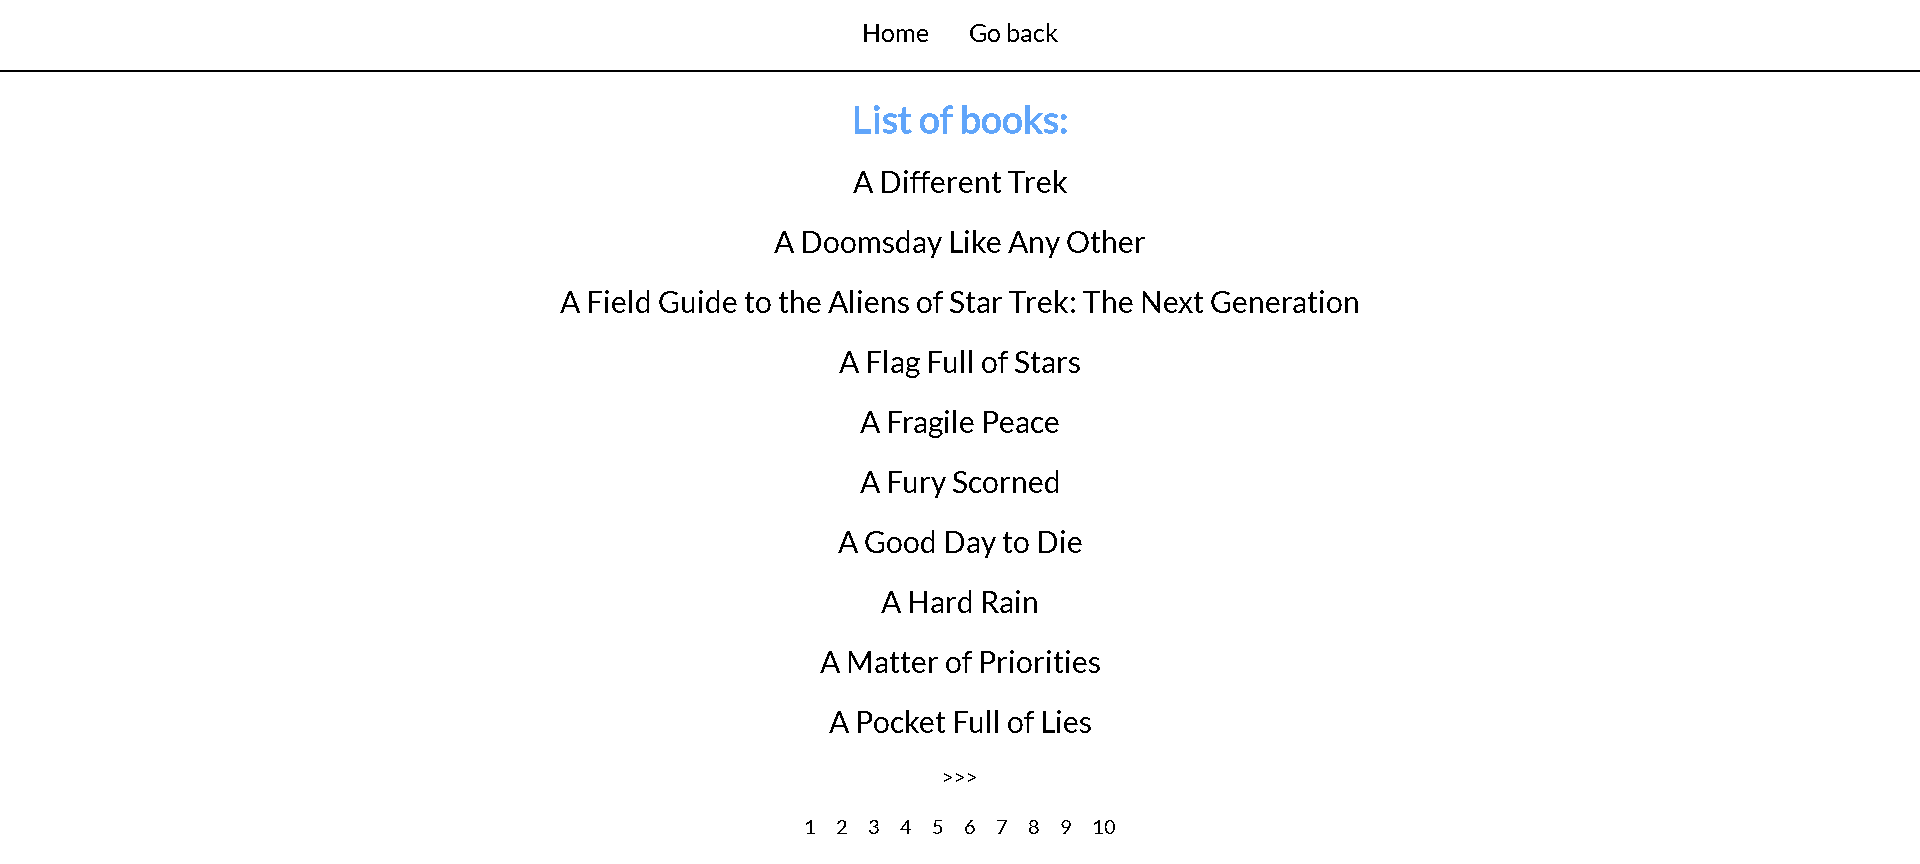 Home Go back
List of books:
A Different Trek
A Doomsday Like Any Other
A Field Guide to the Aliens of Star Trek: The Next Generation
A Flag Full of Stars
A Fragile Peace
A Fury Scorned
A Good Day to Die
A Hard Rain
A Matter of Priorities
A Pocket Full of Lies
>>>
1 2 3 4 5 6 7 8 9 10